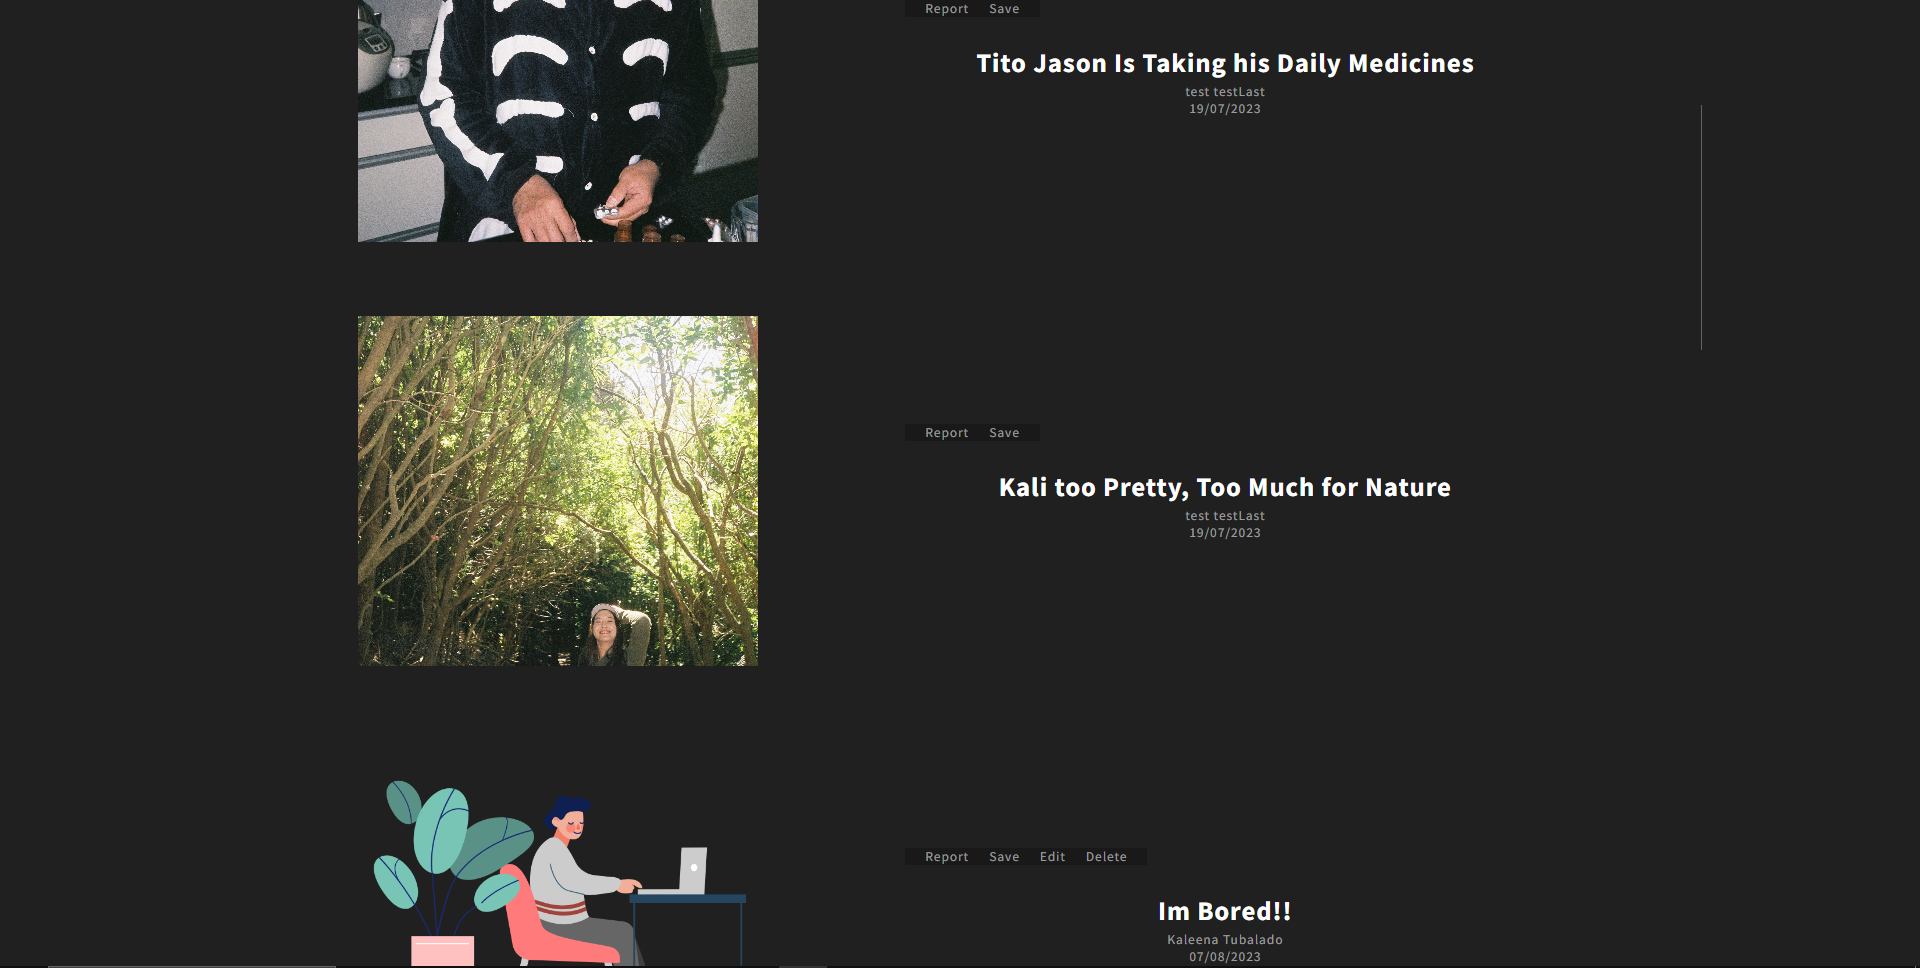 Report Save
Tito Jason Is Taking his Daily Medicines
test testLast
19/07/2023
Report Save
Kali too Pretty, Too Much for Nature
test testLast
19/07/2023
Report Save Edit Delete
Im Bored!!
Kaleena Tubalado
07/08/2023